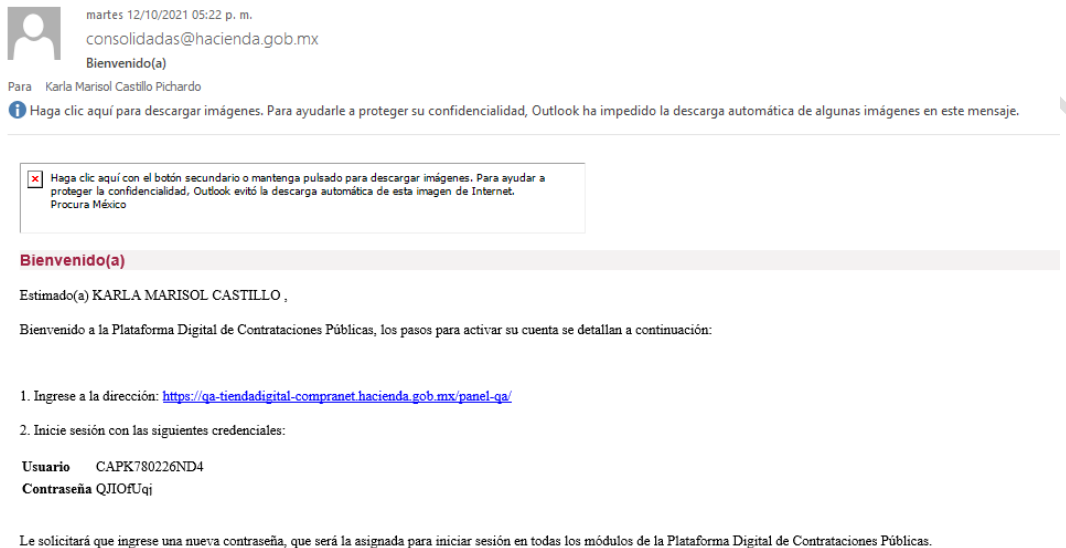 martes 12/10/2021 05:22 p. m.
consolidadas@hacienda.gob.mx
Bienvenido(a)
Para Karla Marisol Castillo Pichardo
Haga clic aquí para descargar imágenes. Para ayudarle a proteger su confidencialidad, Outlook ha impedido la descarga automática de algunas imágenes en este mensaje.
Haga clic aquí con el botón secundario o mantenga pulsado para descargar imágenes. Para ayudar a
proteger la confidencialidad, Outlook evitó la descarga automática de esta imagen de Internet.
Procura México
Bienvenido(a)
Estimado(a) KARLA MARISOL CASTILLO ,
Bienvenido a la Plataforma Digital de Contrataciones Públicas, los pasos para activar su cuenta se detallan a continuación:
1. Ingrese a la dirección: https://qa-tiendadigital-compranet.hacienda.gob.mx/panel-qa/
2. Inicie sesión con las siguientes credenciales:
Usuario CAPK780226ND4
Contraseña QJIOfUqj
Le solicitará que ingrese una nueva contraseña, que será la asignada para iniciar sesión en todas los módulos de la Plataforma Digital de Contrataciones Públicas.